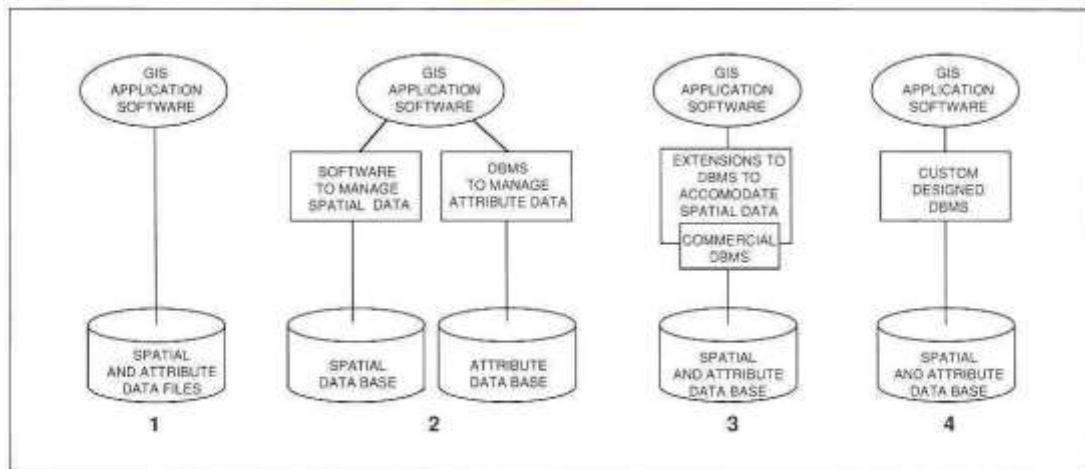 GIS
APPLICATION
SOFTWARE
SPATIAL
AND ATTRIBUTE
DATA FILES
1
GIS
APPLICATION
SOFTWARE
SOFTWARE
TO MANAGE
SPATIAL DATA
DBMS
TO MANAGE
ATTRIBUTE DATA
SPATIAL
DATA BASE
ATTRIBUTE
DATA BASE
2
GIS
APPLICATION
SOFTWARE
EXTENSIONS TO
DBMS TO
ACCOMODATE
SPATIAL DATA
COMMERCIAL
DBMS
SPATIAL
AND ATTRIBUTE
DATA BASE
3
GIS
APPLICATION
SOFTWARE
CUSTOM
DESIGNED
DBMS
SPATIAL
AND ATTRIBUTE
DATA BASE
4